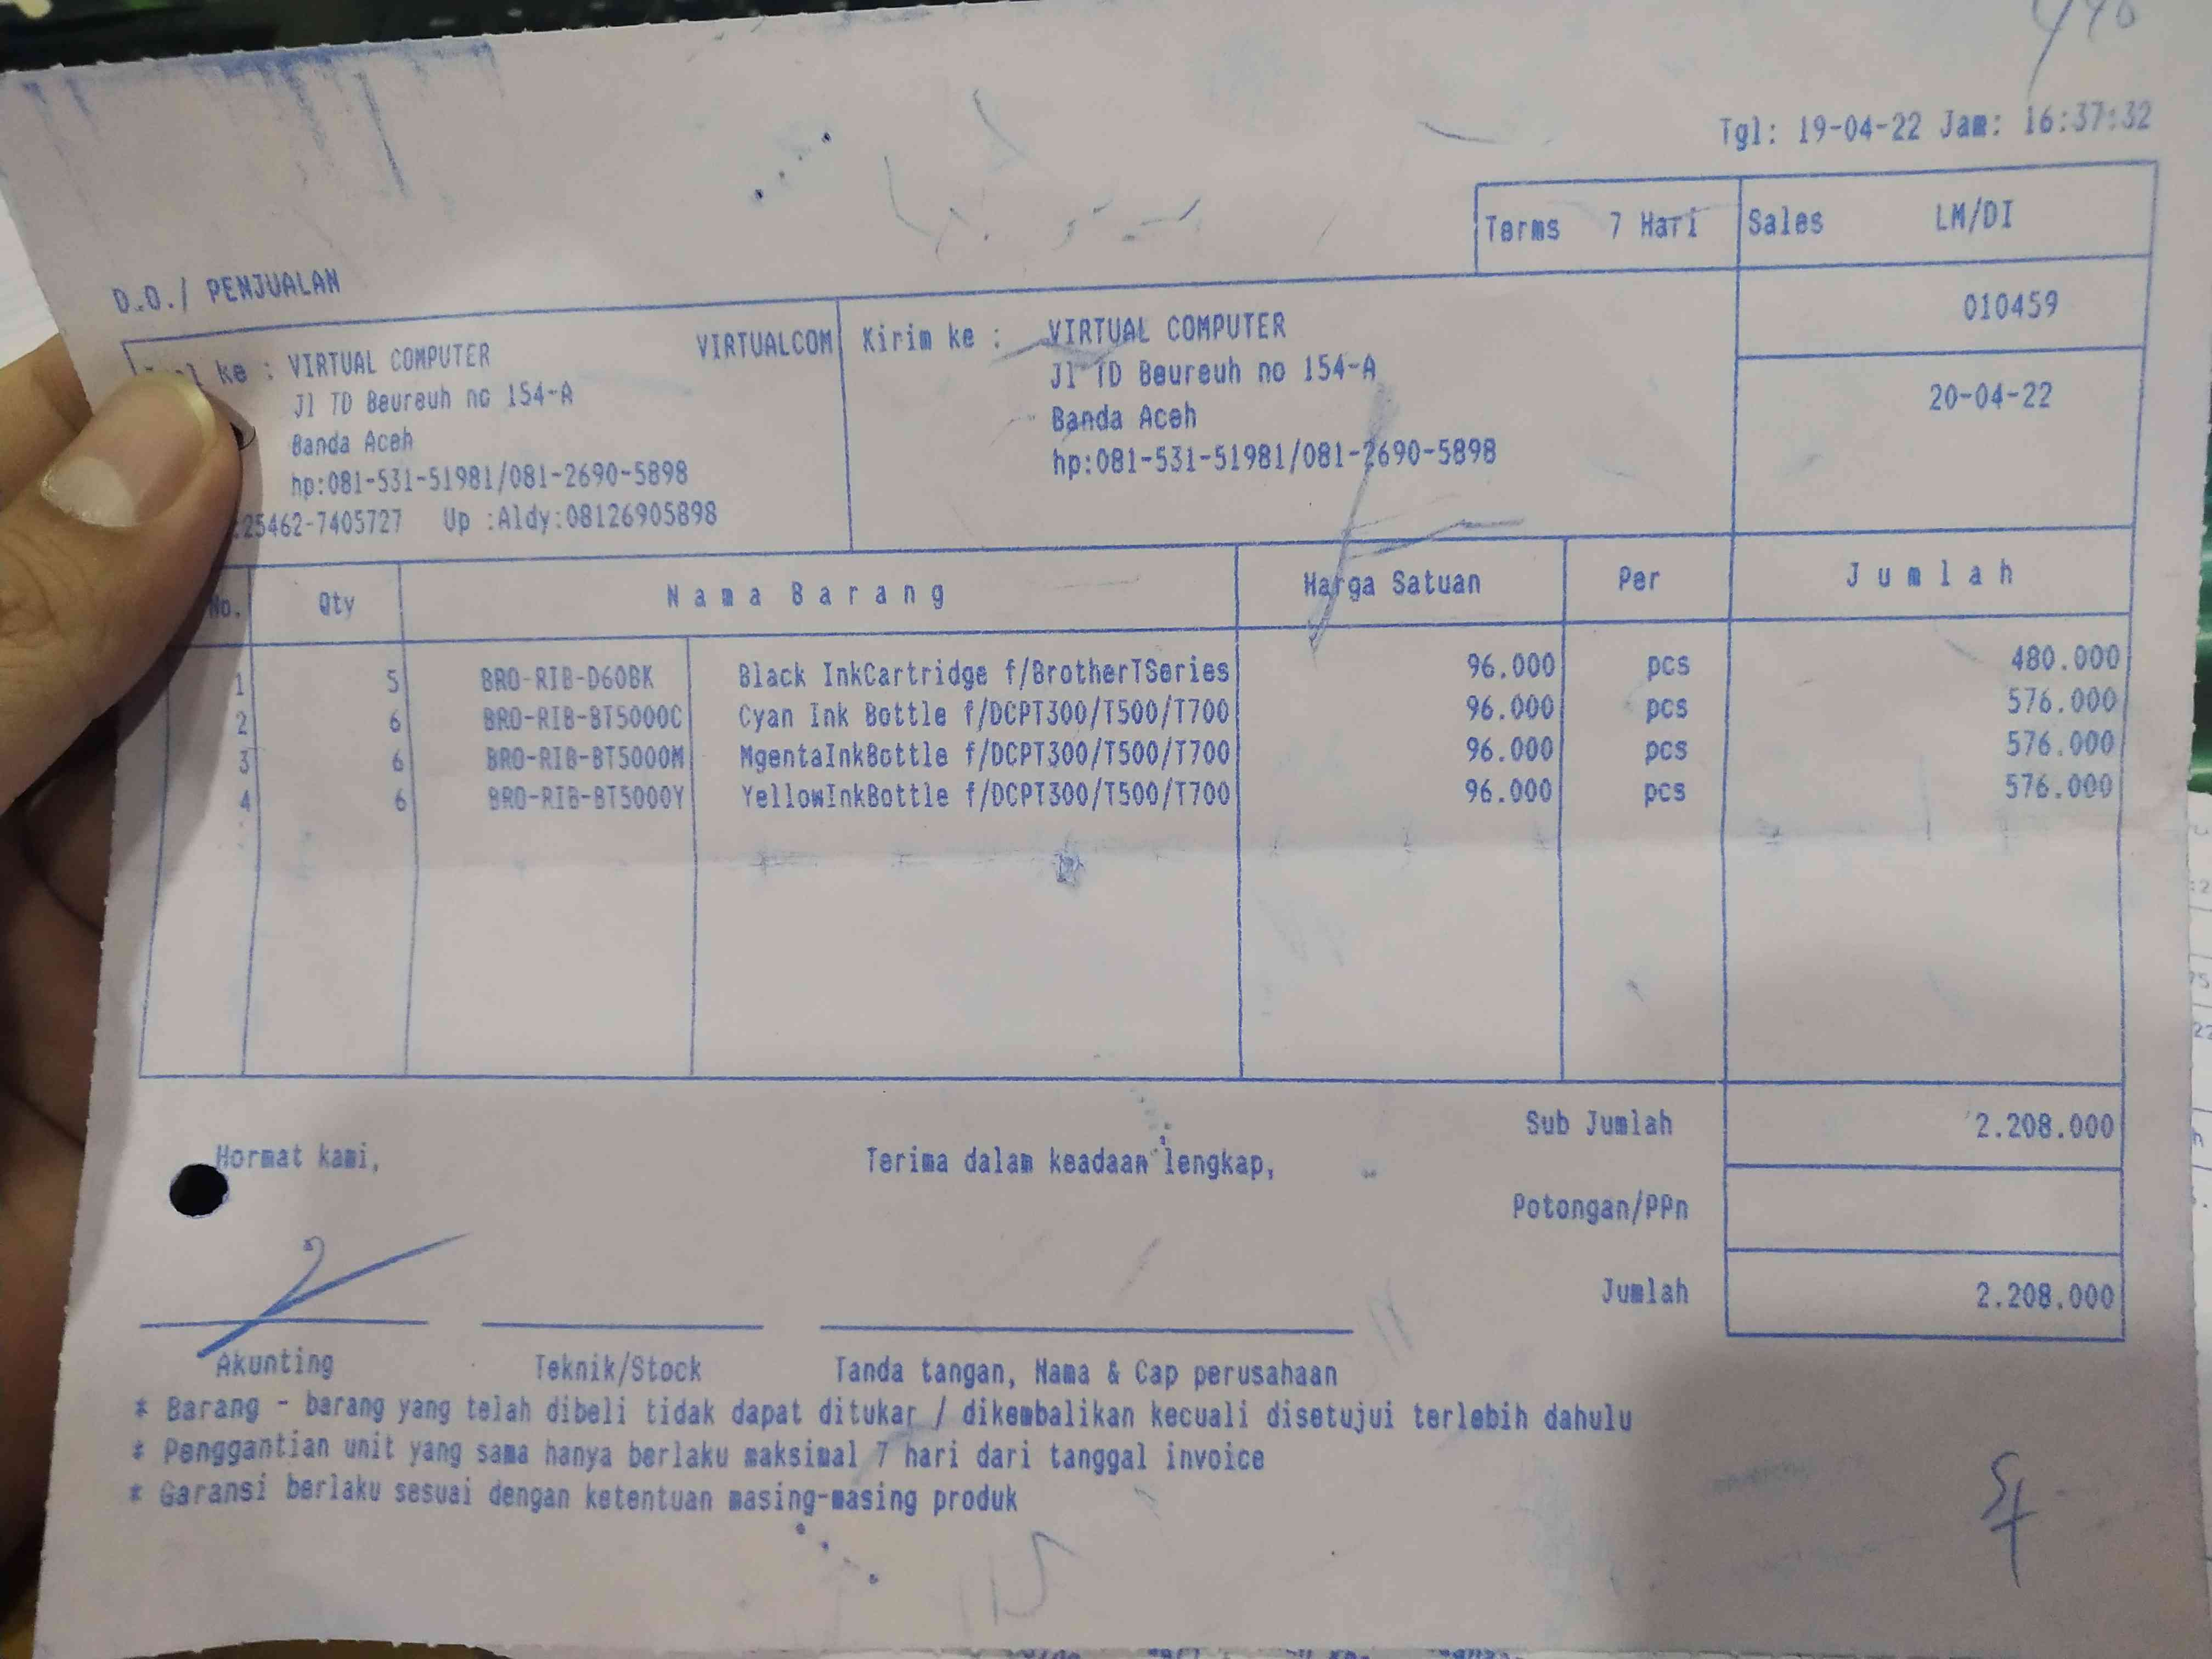 Tgl: 19-04-22 Jam: 16:37:32
Terms 7 Hari Sales LM/DI
D.O./ PENJUALAN
010459
ke : VIRTUAL COMPUTER VIRTUALCOM
Jl TD Beureuh no 154-A
Banda Aceh
hp:081-531-51981/081-2690-5898
:25462-7405727 Up :Aldy:08126905898
Kirim ke : VIRTUAL COMPUTER
Jl TD Beureuh no 154-A
Banda Aceh
hp:081-531-51981/081-2690-5898
20-04-22
No. Qty Nama Barang Harga Satuan Per Jumlah
1 5 BRO-RIB-D60BK Black InkCartridge f/BrotherTSeries 96.000 pcs 480.000
2 6 BRO-RIB-BT5000C Cyan Ink Bottle f/DCPT300/T500/T700 96.000 pcs 576.000
3 6 BRO-RIB-BT5000M MgentaInkBottle f/DCPT300/T500/T700 96.000 pcs 576.000
4 6 BRO-RIB-BT5000Y YellowInkBottle f/DCPT300/T500/T700 96.000 pcs 576.000
Sub Jumlah 2.208.000
Hormat kami, Terima dalam keadaan lengkap,
Potongan/PPn
Jumlah 2.208.000
Akunting Teknik/Stock Tanda tangan, Nama & Cap perusahaan
* Barang - barang yang telah dibeli tidak dapat ditukar / dikembalikan kecuali disetujui terlebih dahulu
* Penggantian unit yang sama hanya berlaku maksimal 7 hari dari tanggal invoice
* Garansi berlaku sesuai dengan ketentuan masing-masing produk